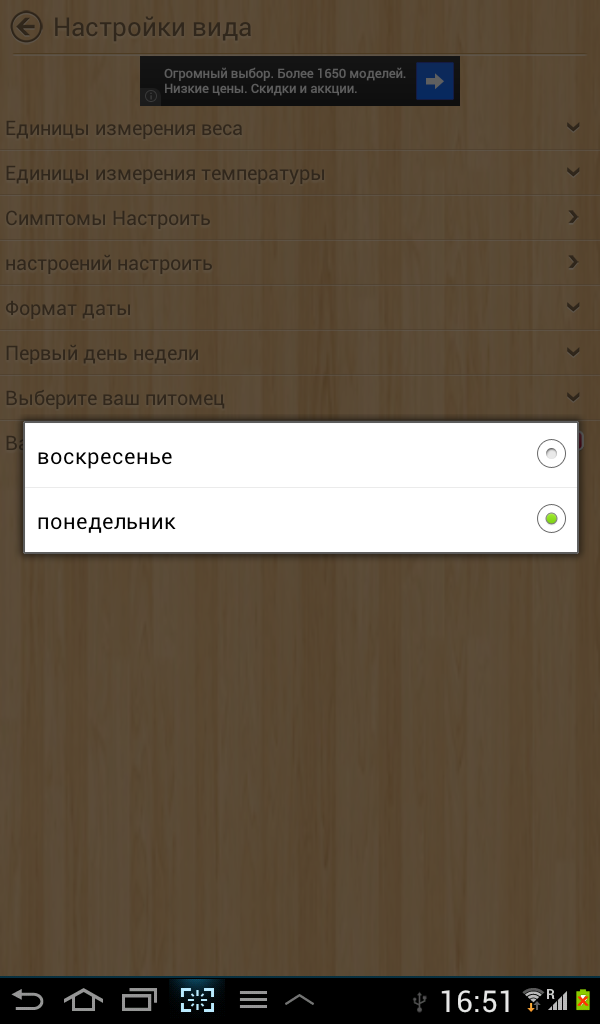 Настройки вида
Огромный выбор. Более 1650 моделей.
Низкие цены. Скидки и аккции.
Единицы измерения веса
Единицы измерения температуры
Симптомы Настроить
настроений настроить
Формат даты
Первый день недели
Выберите ваш питомец
воскресенье
понедельник
16:51
R